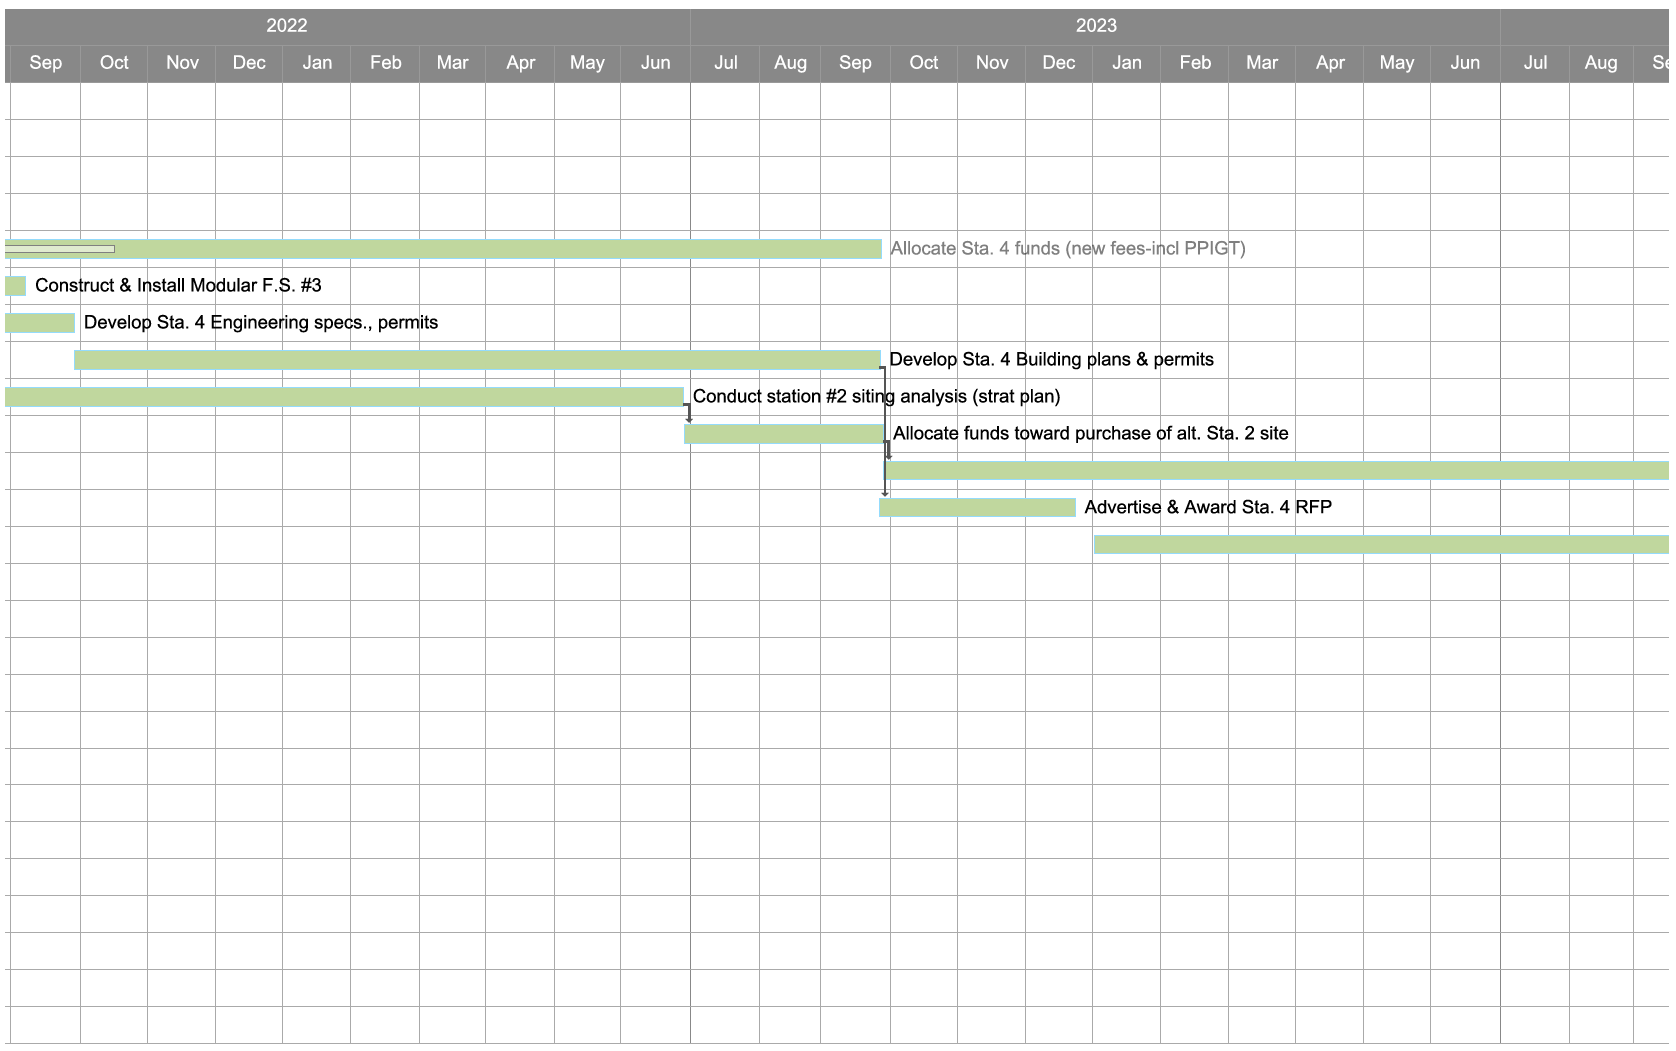 2022 2023
Sep Oct Nov Dec Jan Feb Mar Apr May Jun Jul Aug Sep Oct Nov Dec Jan Feb Mar Apr May Jun Jul Aug Se
Allocate Sta. 4 funds (new fees-incl PPIGT)
Construct & Install Modular F.S. #3
Develop Sta. 4 Engineering specs., permits
Develop Sta. 4 Building plans & permits
Conduct station #2 siting analysis (strat plan)
Allocate funds toward purchase of alt. Sta. 2 site
Advertise & Award Sta. 4 RFP